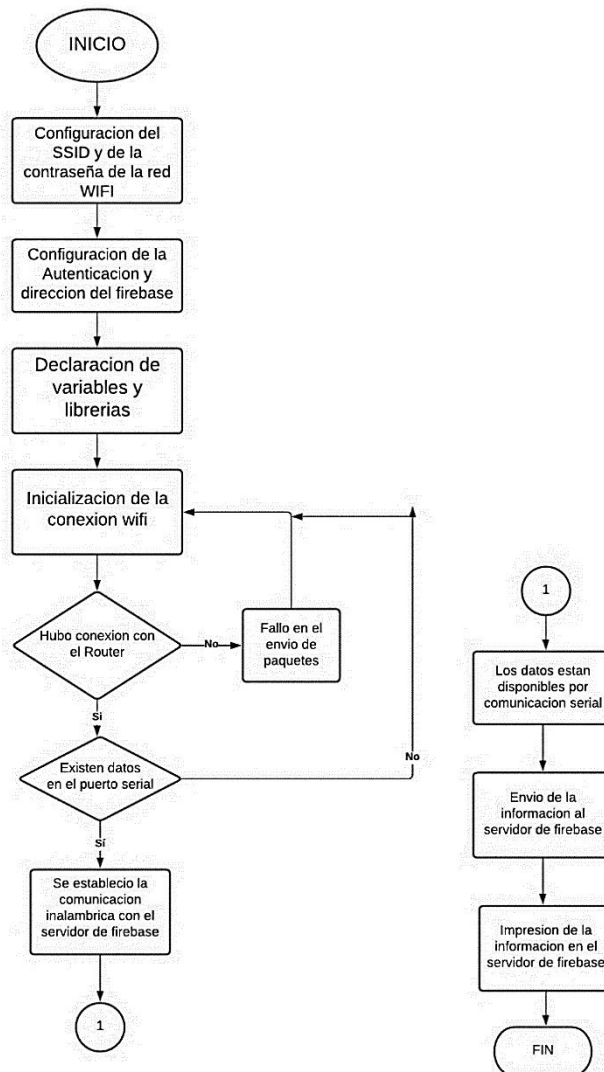 INICIO
Configuracion del
SSID y de la
contraseña de la red
WIFI
Configuracion de la
Autenticacion y
direccion del firebase
Declaracion de
variables y
librerias
Inicializacion de la
conexion wifi
Hubo conexion con
el Router
No
Fallo en el
envio de
paquetes
Si
Existen datos
en el puerto serial
No
Sí
Se establecio la
comunicacion
inalambrica con el
servidor de firebase
1
1
Los datos estan
disponibles por
comunicacion serial
Envio de la
informacion al
servidor de firebase
Impresion de la
informacion en el
servidor de firebase
FIN